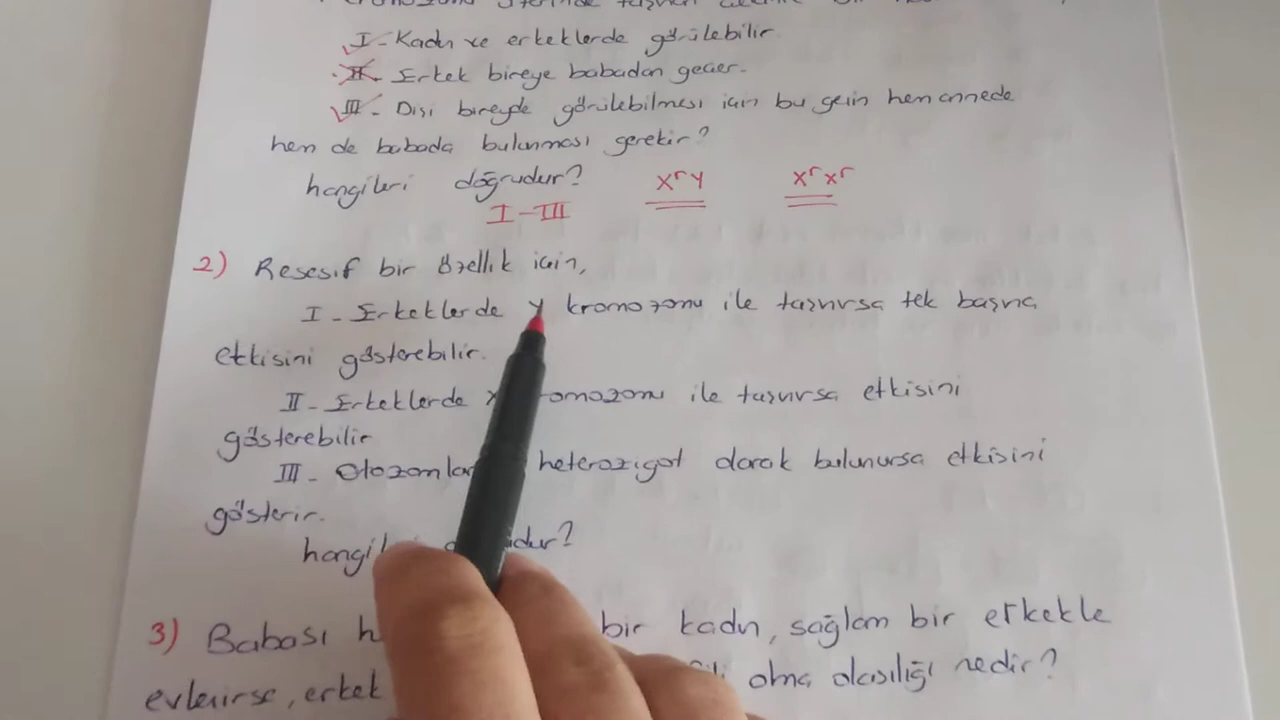 I - Kadın ve erkeklerde görülebilir
II - Erkek bireye babadan geçer.
III - Dişi bireyde görülebilmesi için bu genin hem annede
hem de babada bulunması gerekir?
hangileri doğrudur? XʳY XʳXʳ
I - III
2) Resesif bir özellik için,
I - Erkeklerde Y kromozomu ile taşınırsa tek başına
etkisini gösterebilir.
II - Erkeklerde X ile taşınırsa etkisini
gösterebilir
III - heterozigot olarak bulunursa etkisini
gösterir.
3) Babası bir kadın, sağlam bir erkekle
evlenirse, erkek olma olasılığı nedir?